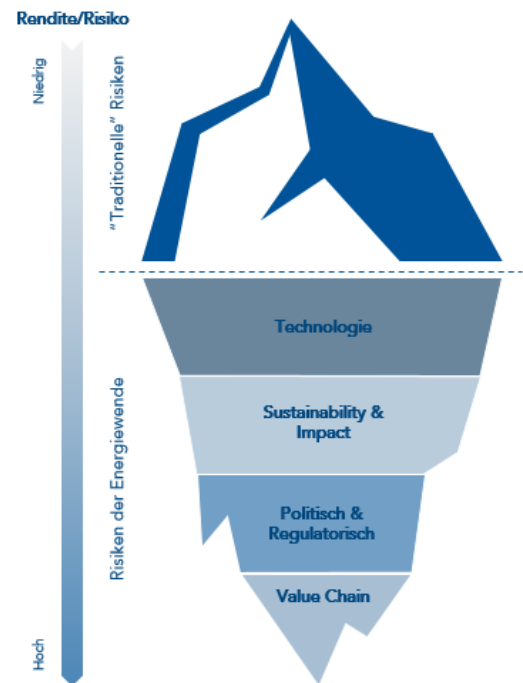 Rendite/Risiko
Niedrig
"Traditionelle" Risiken
Technologie
Sustainability &
Impact
Risiken der Energiewende
Politisch &
Regulatorisch
Value Chain
Hoch